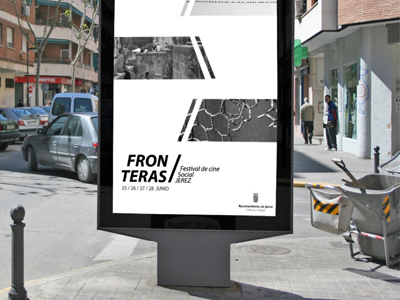 FRON
TERAS
Festival de cine
Social
JEREZ
25 / 26 / 27 / 28 JUNIO
Ayuntamiento de Jerez